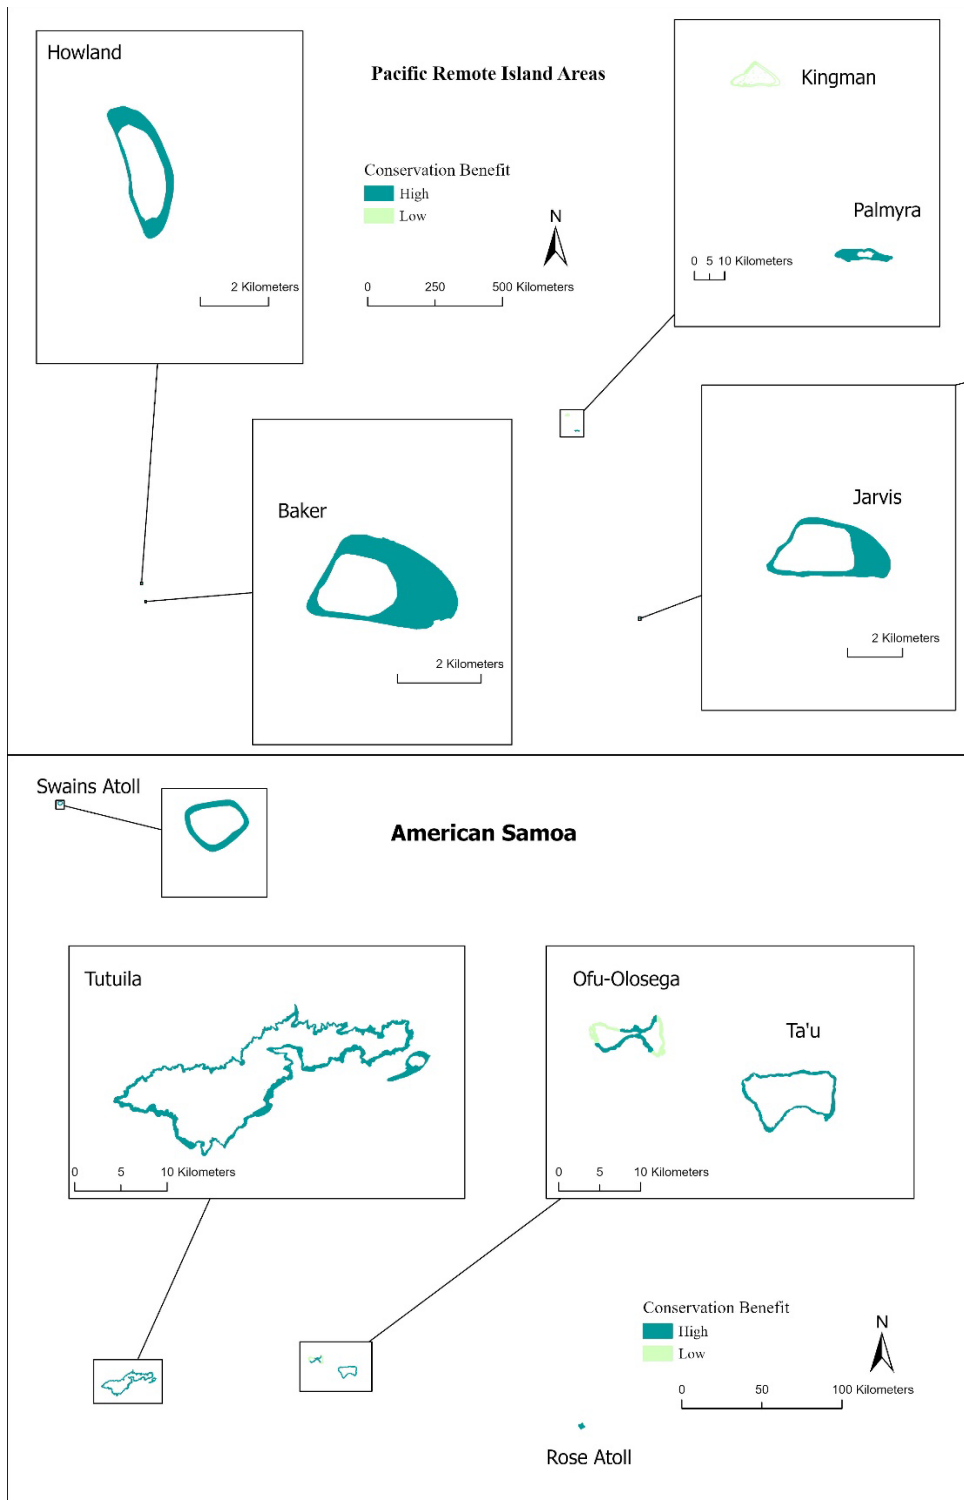 Howland
2 Kilometers
Pacific Remote Island Areas
Conservation Benefit
High
Low
N
0 250 500 Kilometers
Kingman
Palmyra
0 5 10 Kilometers
Baker
2 Kilometers
Jarvis
2 Kilometers
Swains Atoll
American Samoa
Tutuila
0 5 10 Kilometers
Ofu-Olosega
Ta'u
0 5 10 Kilometers
Conservation Benefit
High
Low
N
0 50 100 Kilometers
Rose Atoll